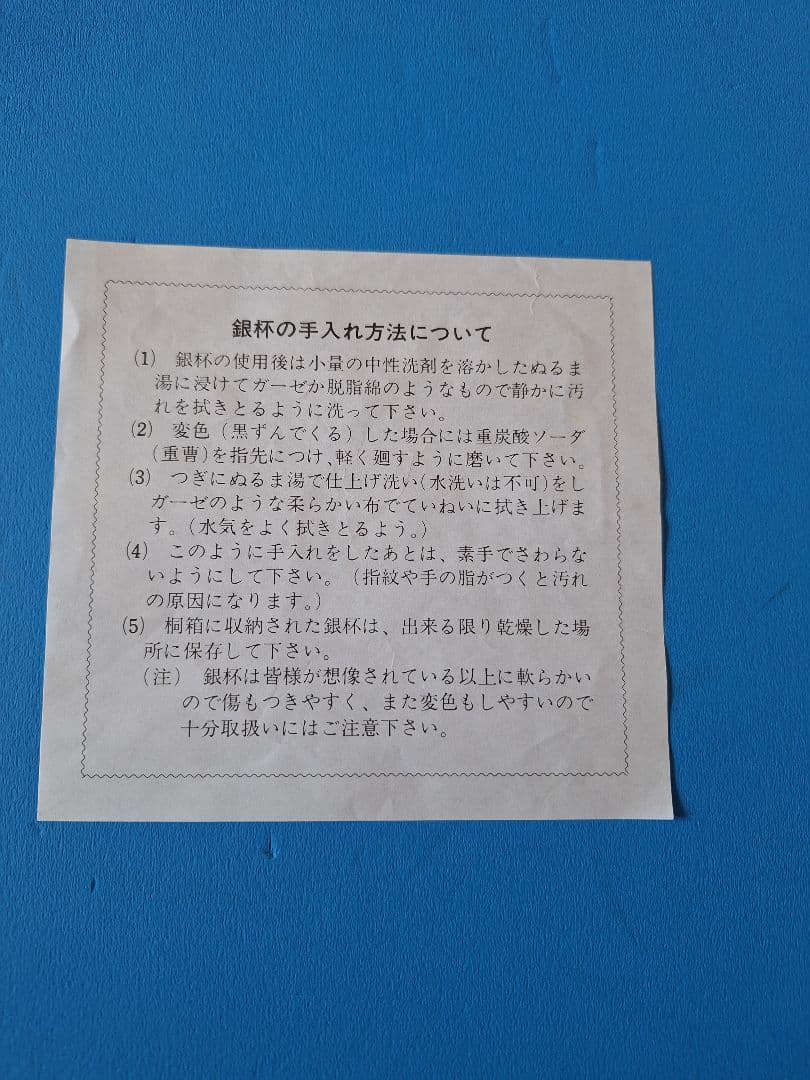 銀杯の手入れ方法について
(1) 銀杯の使用後は小量の中性洗剤を溶かしたぬるま
湯に浸けてガーゼか脱脂綿のようなもので静かに汚
れを拭きとるように洗って下さい。
(2) 変色(黒ずんでくる)した場合には重炭酸ソーダ
(重曹)を指先につけ、軽く廻すように磨いて下さい。
(3) つぎにぬるま湯で仕上げ洗い(水洗いは不可)をし
ガーゼのような柔らかい布でていねいに拭き上げま
す。(水気をよく拭きとるよう。)
(4) このように手入れをしたあとは、素手でさわらな
いようにして下さい。(指紋や手の脂がつくと汚れ
の原因になります。)
(5) 桐箱に収納された銀杯は、出来る限り乾燥した場
所に保存して下さい。
(注) 銀杯は皆様が想像されている以上に軟らかい
ので傷もつきやすく、また変色もしやすいので
十分取扱いにはご注意下さい。